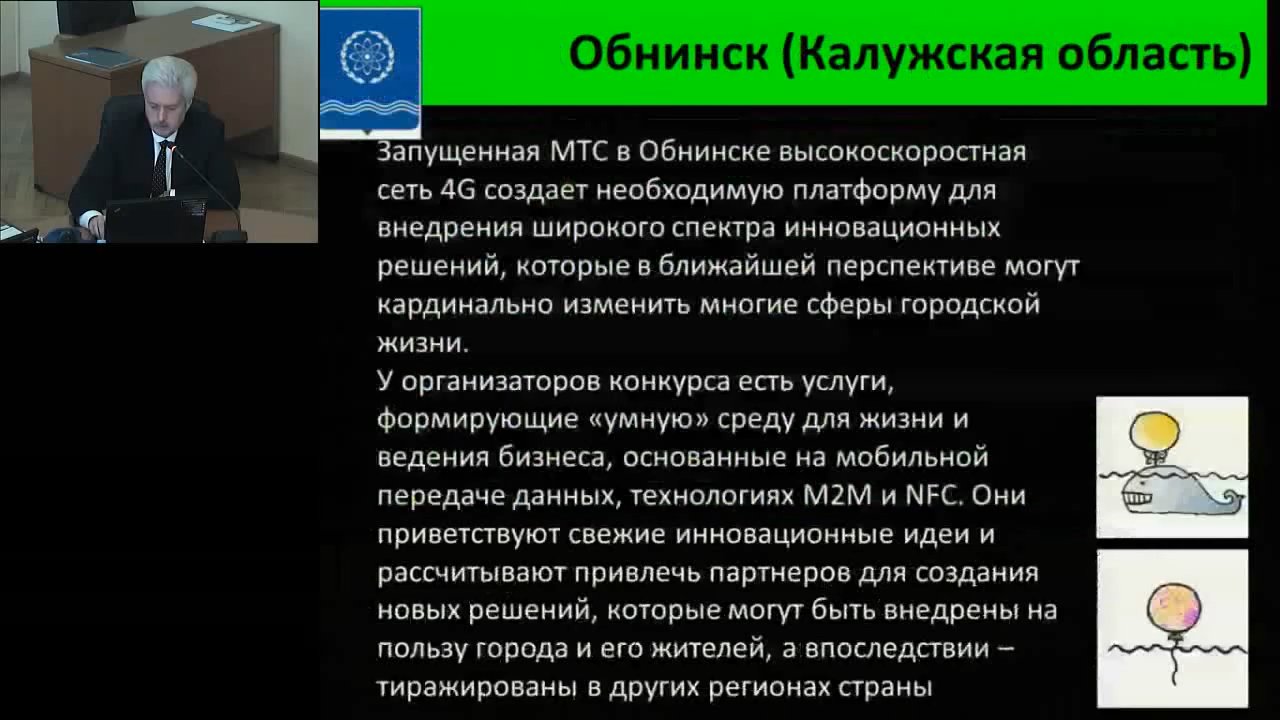 Обнинск (Калужская область)
Запущенная МТС в Обнинске высокоскоростная
сеть 4G создает необходимую платформу для
внедрения широкого спектра инновационных
решений, которые в ближайшей перспективе могут
кардинально изменить многие сферы городской
жизни.
У организаторов конкурса есть услуги,
формирующие «умную» среду для жизни и
ведения бизнеса, основанные на мобильной
передаче данных, технологиях M2M и NFC. Они
приветствуют свежие инновационные идеи и
рассчитывают привлечь партнеров для создания
новых решений, которые могут быть внедрены на
пользу города и его жителей, а впоследствии –
тиражированы в других регионах страны